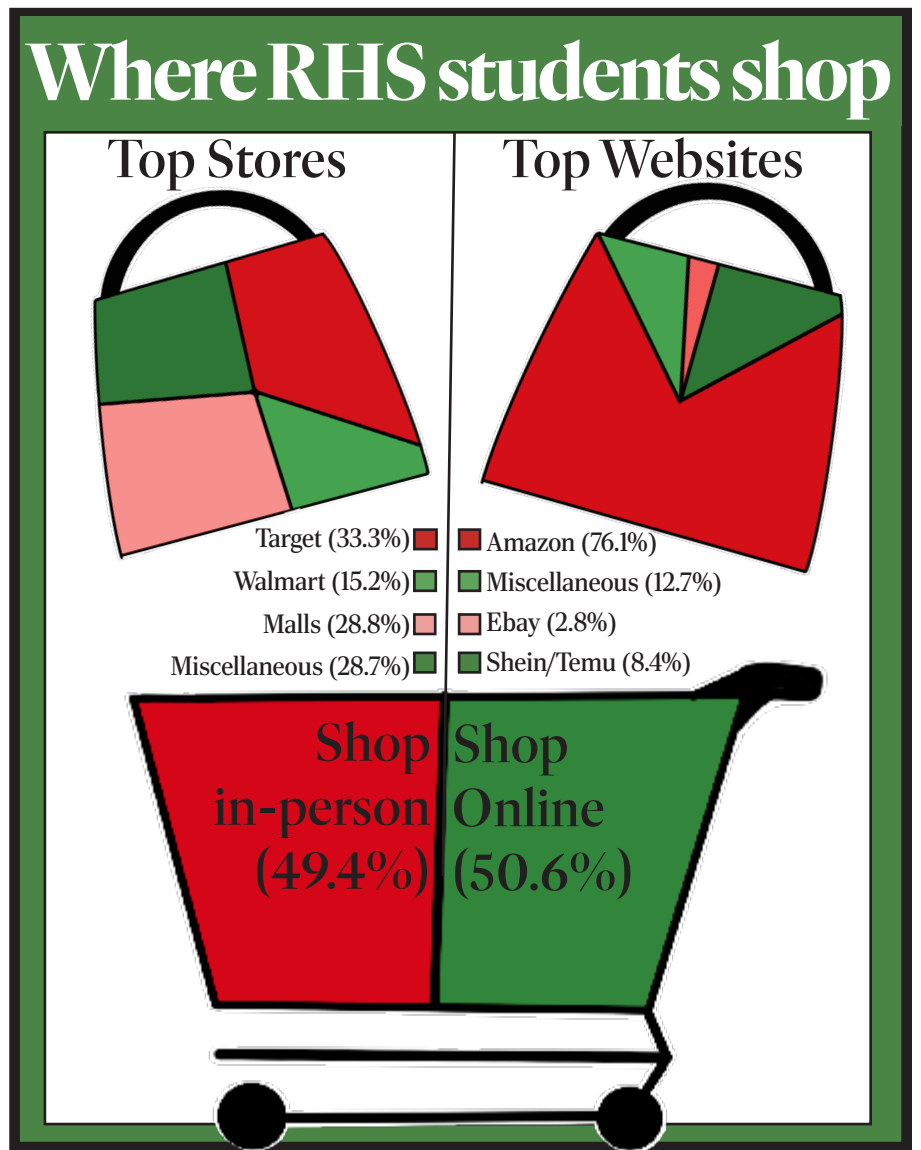 Where RHS students shop
Top Stores
Top Websites
Target (33.3%)
Walmart (15.2%)
Malls (28.8%)
Miscellaneous (28.7%)
Amazon (76.1%)
Miscellaneous (12.7%)
Ebay (2.8%)
Shein/Temu (8.4%)
Shop
in-person
(49.4%)
Shop
Online
(50.6%)